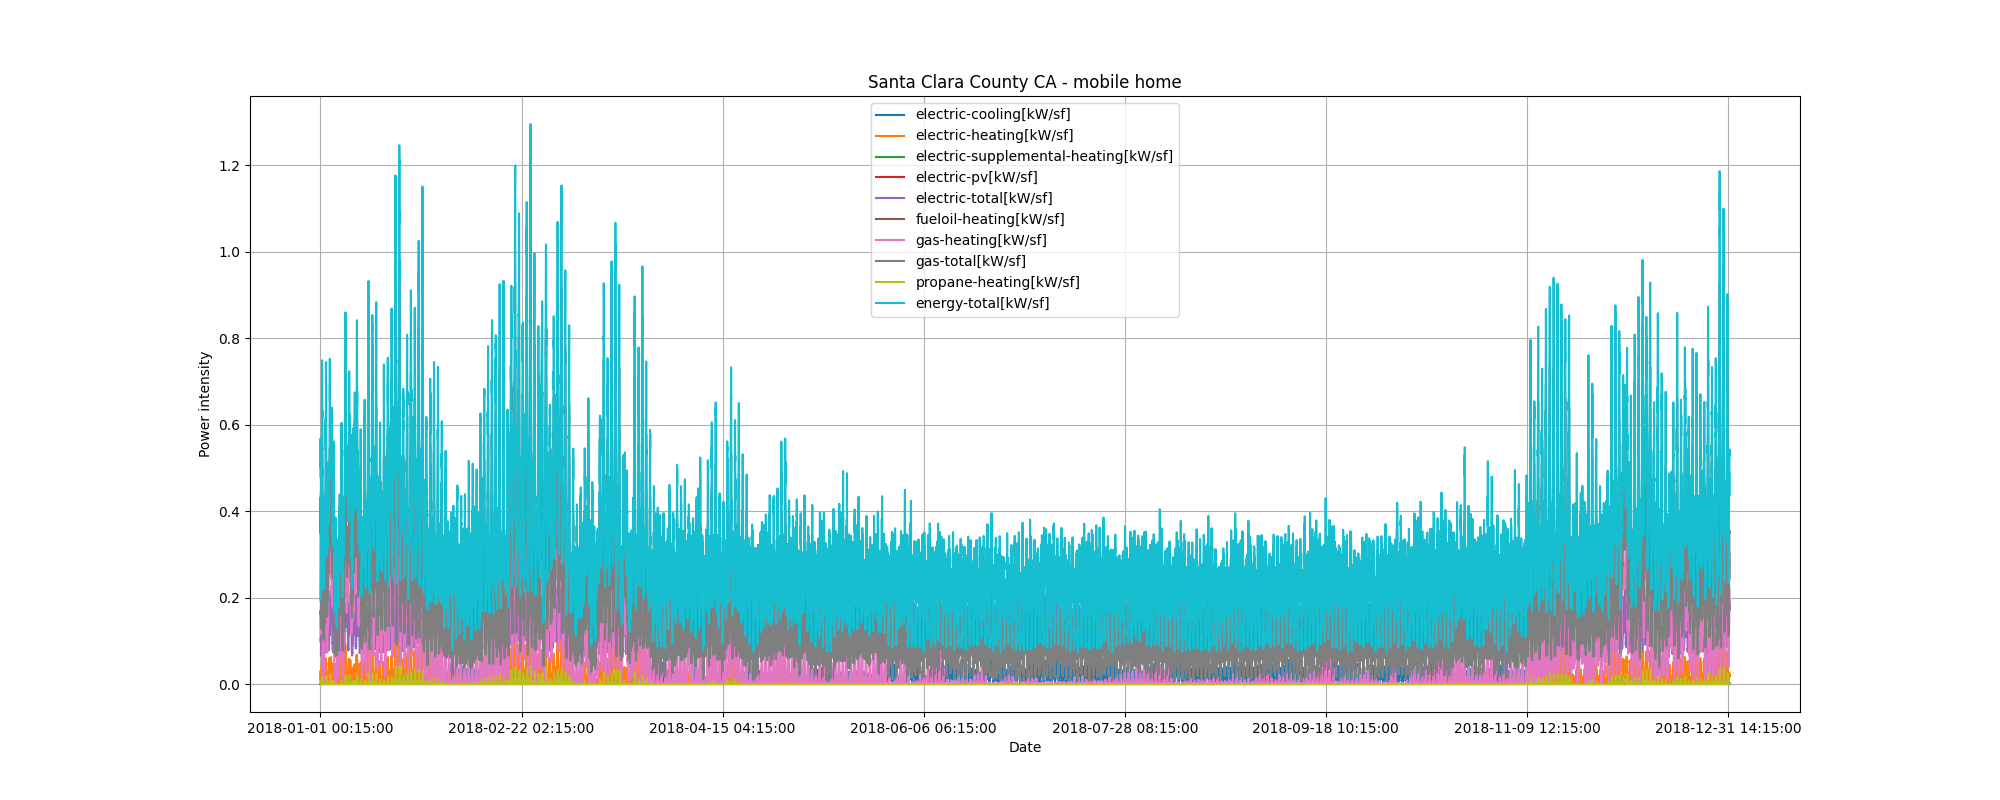 Santa Clara County CA - mobile home
electric-cooling[kW/sf]
electric-heating[kW/sf]
electric-supplemental-heating[kW/sf]
electric-pv[kW/sf]
electric-total[kW/sf]
fueloil-heating[kW/sf]
gas-heating[kW/sf]
gas-total[kW/sf]
propane-heating[kW/sf]
energy-total[kW/sf]
Power intensity
1.2
1.0
0.8
0.6
0.4
0.2
0.0
2018-01-01 00:15:00 2018-02-22 02:15:00 2018-04-15 04:15:00 2018-06-06 06:15:00 2018-07-28 08:15:00 2018-09-18 10:15:00 2018-11-09 12:15:00 2018-12-31 14:15:00
Date